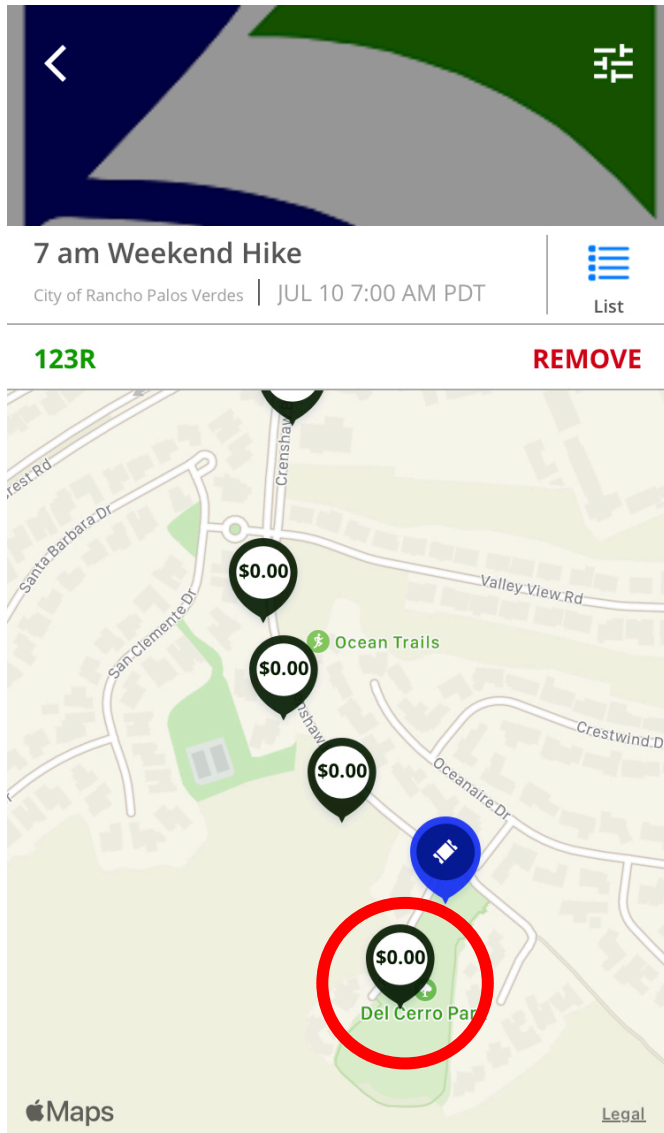 7 am Weekend Hike
City of Rancho Palos Verdes | JUL 10 7:00 AM PDT
List
123R
REMOVE
Crenshaw
Santa Barbara Dr
San Clemente Dr
$0.00
Valley View Rd
Ocean Trails
$0.00
Crestwind D
$0.00
Oceanaire Dr
$0.00
Del Cerro Par
Maps
Legal